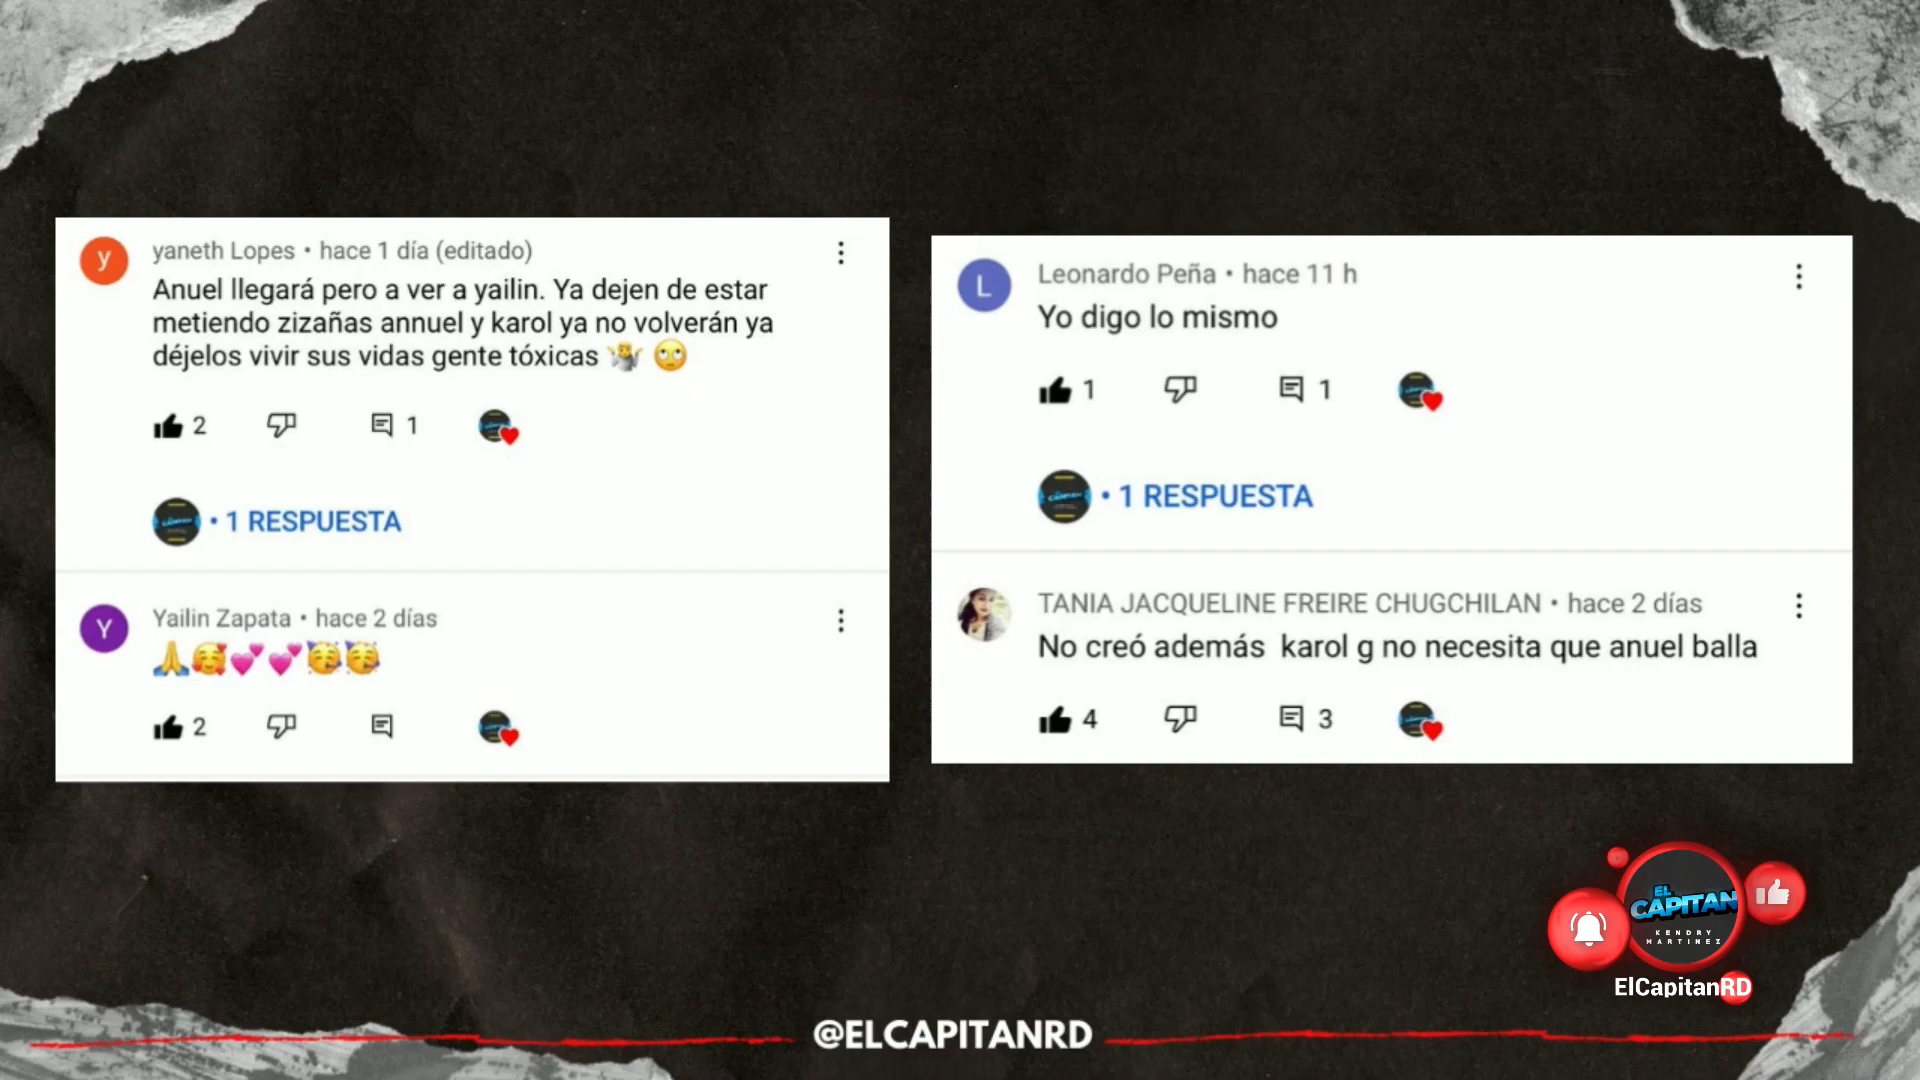 y
yaneth Lopes • hace 1 día (editado)
Anuel llegará pero a ver a yailin. Ya dejen de estar
metiendo zizañas annuel y karol ya no volverán ya
déjelos vivir sus vidas gente tóxicas 🤷 🙄
2 1
• 1 RESPUESTA
Y
Yailin Zapata • hace 2 días
🙏🥰💕💕🥳🥳
2
L
Leonardo Peña • hace 11 h
Yo digo lo mismo
1 1
• 1 RESPUESTA
TANIA JACQUELINE FREIRE CHUGCHILAN • hace 2 días
No creó además karol g no necesita que anuel balla
4 3
EL
CAPITAN
KENDRY
MARTINEZ
ElCapitanRD
@ELCAPITANRD